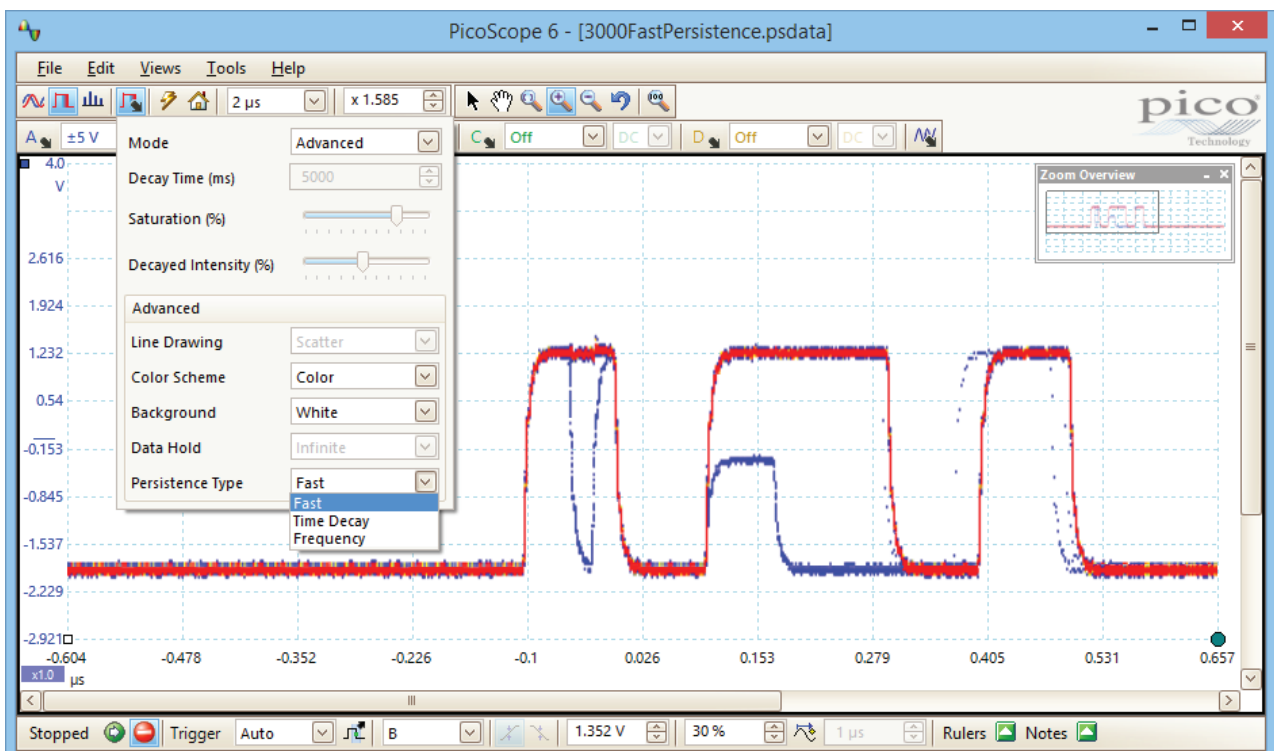 PicoScope 6 - [3000FastPersistence.psdata]
File Edit Views Tools Help
2 µs x 1.585 100
pico
Technology
A ±5 V C Off DC D Off DC
Mode Advanced
Decay Time (ms) 5000
Saturation (%)
Decayed Intensity (%)
Advanced
Line Drawing Scatter
Color Scheme Color
Background White
Data Hold Infinite
Persistence Type Fast
Fast
Time Decay
Frequency
Zoom Overview
4.0
V
2.616
1.924
1.232
0.54
-0.153
-0.845
-1.537
-2.229
-2.921
-0.604 -0.478 -0.352 -0.226 -0.1 0.026 0.153 0.279 0.405 0.531 0.657
x1.0 µs
Stopped Trigger Auto B 1.352 V 30 % 1 µs Rulers Notes